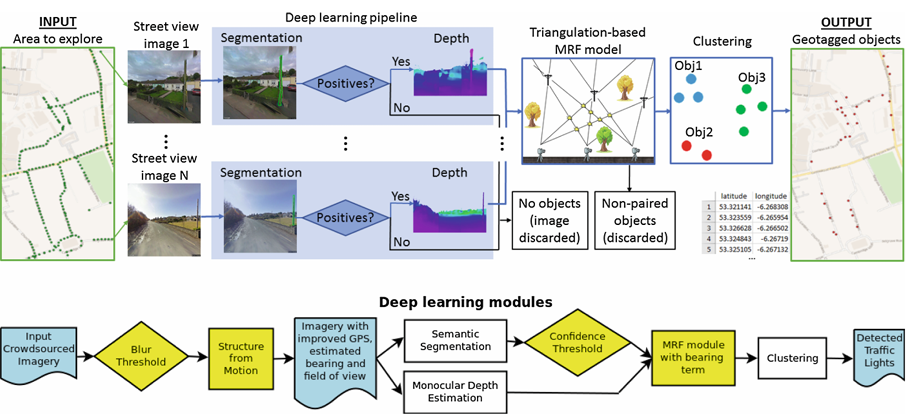 INPUT
Area to explore
Street view
image 1
Street view
image N
Deep learning pipeline
Segmentation
Positives?
Yes
No
Depth
Segmentation
Positives?
Yes
No
Depth
Triangulation-based
MRF model
No objects
(image
discarded)
Non-paired
objects
(discarded)
Clustering
Obj1
Obj3
Obj2
latitude longitude
1 53.321141 -6.268308
2 53.323559 -6.265954
3 53.326628 -6.266502
4 53.324843 -6.26719
5 53.325105 -6.267132
...
OUTPUT
Geotagged objects
Deep learning modules
Input
Crowdsourced
Imagery
Blur
Threshold
Structure
from
Motion
Imagery with
improved GPS,
estimated
bearing and
field of view
Semantic
Segmentation
Monocular Depth
Estimation
Confidence
Threshold
MRF module
with bearing
term
Clustering
Detected
Traffic
Lights